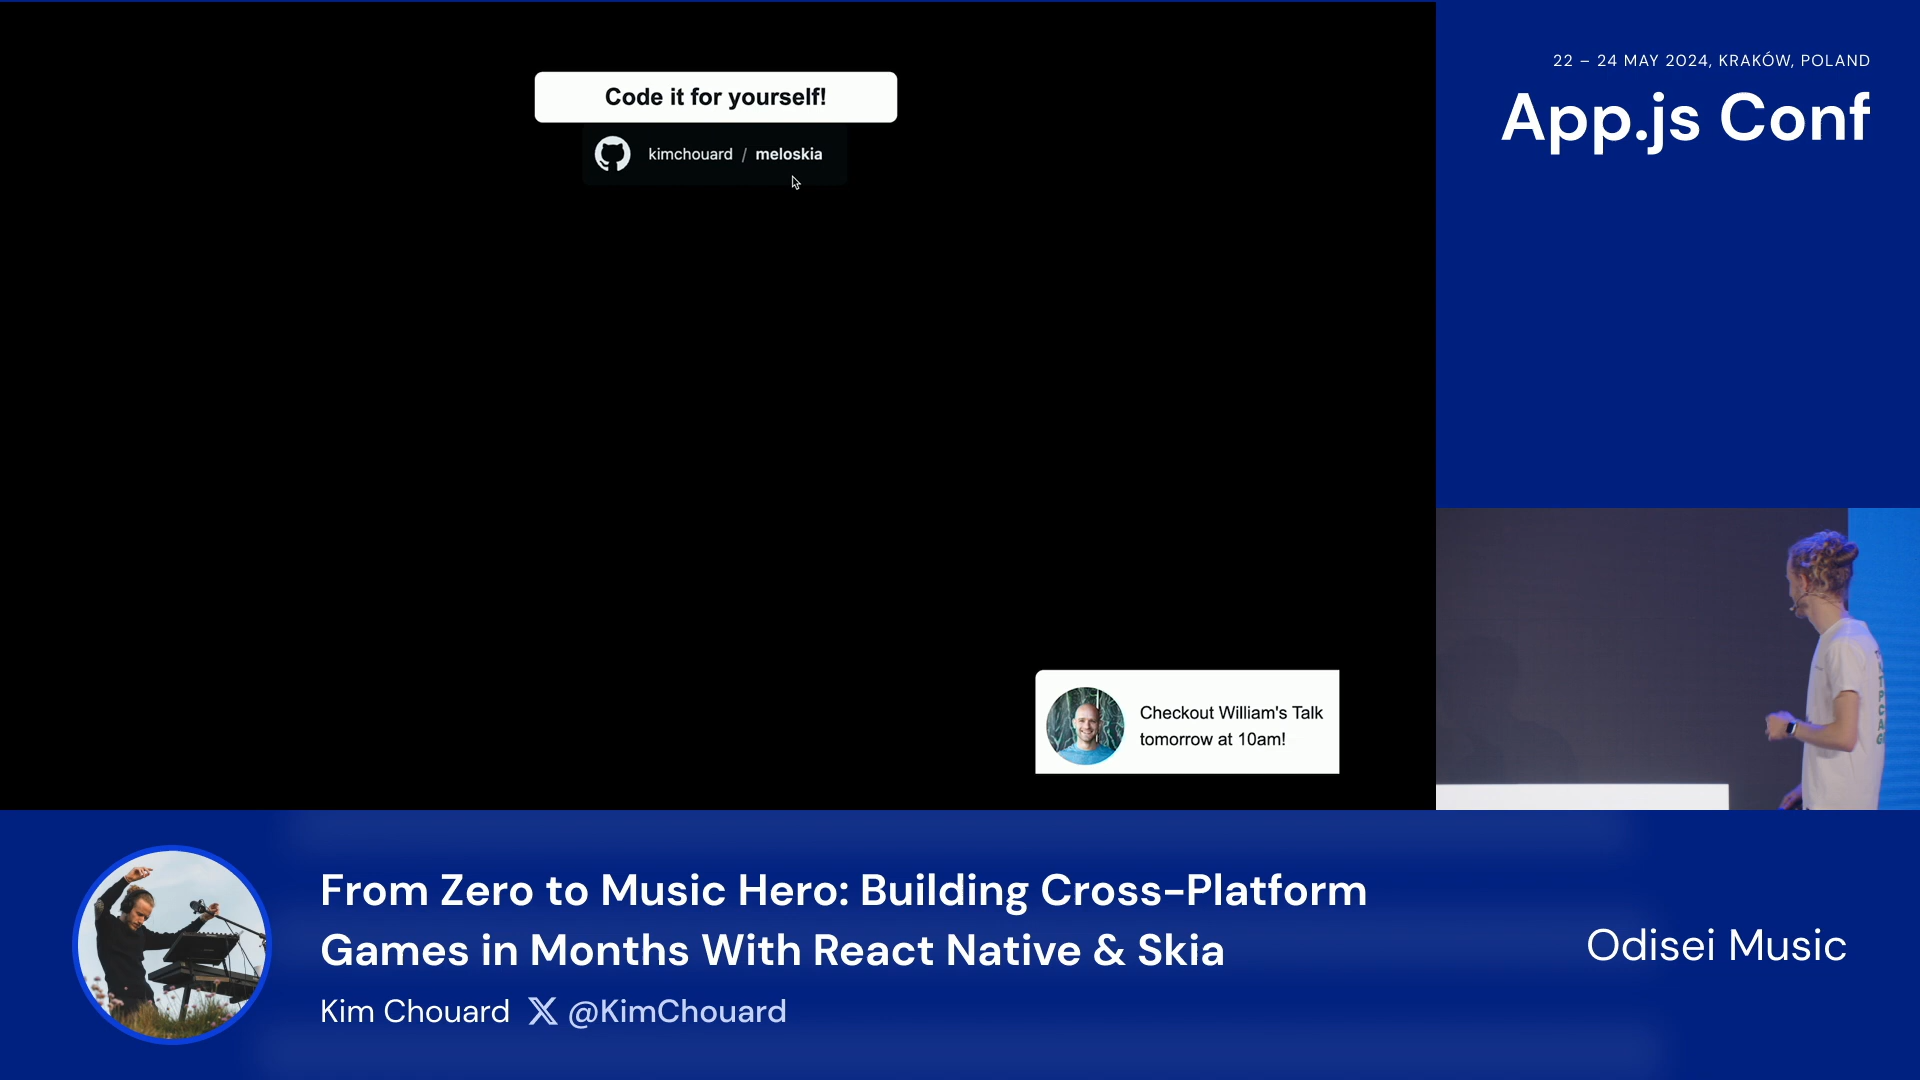 22 – 24 MAY 2024, KRAKÓW, POLAND
App.js Conf
Code it for yourself!
kimchouard / meloskia
Checkout William's Talk
tomorrow at 10am!
From Zero to Music Hero: Building Cross-Platform
Games in Months With React Native & Skia
Kim Chouard X @KimChouard
Odisei Music